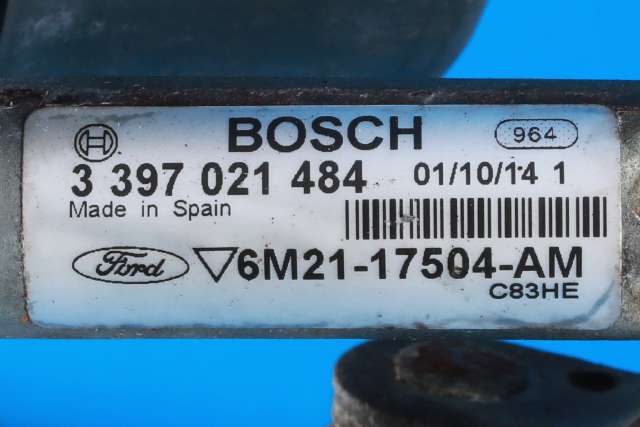 BOSCH 964
3 397 021 484 01/10/14 1
Made in Spain
Ford 6M21-17504-AM
C83HE